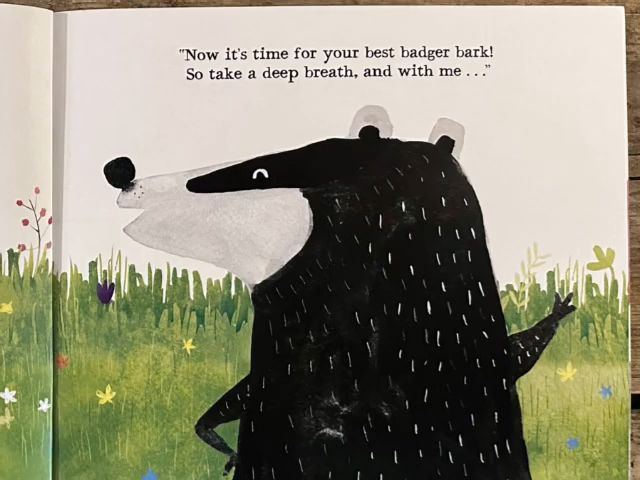 "Now it's time for your best badger bark!
So take a deep breath, and with me . . ."